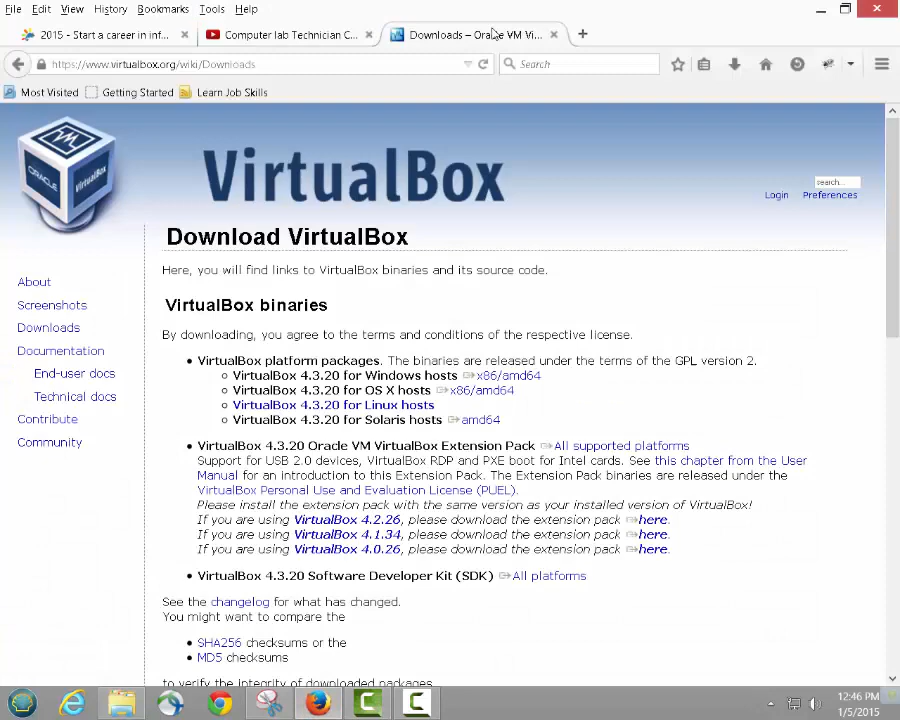 File Edit View History Bookmarks Tools Help
2015 - Start a career in inf... Computer lab Technician C... Downloads – Oracle VM Vi...
https://www.virtualbox.org/wiki/Downloads Search
Most Visited Getting Started Learn Job Skills
VM
ORACLE
VirtualBox
VirtualBox
search...
Login Preferences
Download VirtualBox
Here, you will find links to VirtualBox binaries and its source code.
About
Screenshots
Downloads
Documentation
End-user docs
Technical docs
Contribute
Community
VirtualBox binaries
By downloading, you agree to the terms and conditions of the respective license.
• VirtualBox platform packages. The binaries are released under the terms of the GPL version 2.
VirtualBox 4.3.20 for Windows hosts x86/amd64
VirtualBox 4.3.20 for OS X hosts x86/amd64
VirtualBox 4.3.20 for Linux hosts
VirtualBox 4.3.20 for Solaris hosts amd64
• VirtualBox 4.3.20 Oracle VM VirtualBox Extension Pack All supported platforms
Support for USB 2.0 devices, VirtualBox RDP and PXE boot for Intel cards. See this chapter from the User
Manual for an introduction to this Extension Pack. The Extension Pack binaries are released under the
VirtualBox Personal Use and Evaluation License (PUEL).
Please install the extension pack with the same version as your installed version of VirtualBox!
If you are using VirtualBox 4.2.26, please download the extension pack here.
If you are using VirtualBox 4.1.34, please download the extension pack here.
If you are using VirtualBox 4.0.26, please download the extension pack here.
• VirtualBox 4.3.20 Software Developer Kit (SDK) All platforms
See the changelog for what has changed.
You might want to compare the
• SHA256 checksums or the
• MD5 checksums
to verify the integrity of downloaded packages.
12:46 PM
1/5/2015